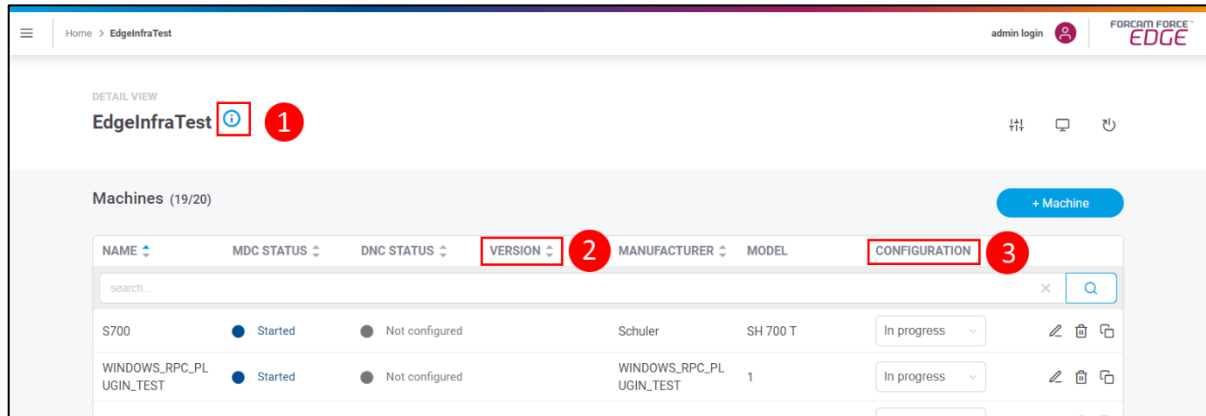 Home > EdgeInfraTest
admin login
FORCAM FORCE™
EDGE
DETAIL VIEW
EdgeInfraTest
1
Machines (19/20)
+ Machine
NAME MDC STATUS DNC STATUS VERSION 2 MANUFACTURER MODEL CONFIGURATION 3
search...
S700 Started Not configured Schuler SH 700 T In progress
WINDOWS_RPC_PL
UGIN_TEST
Started Not configured
WINDOWS_RPC_PL
UGIN_TEST
1 In progress